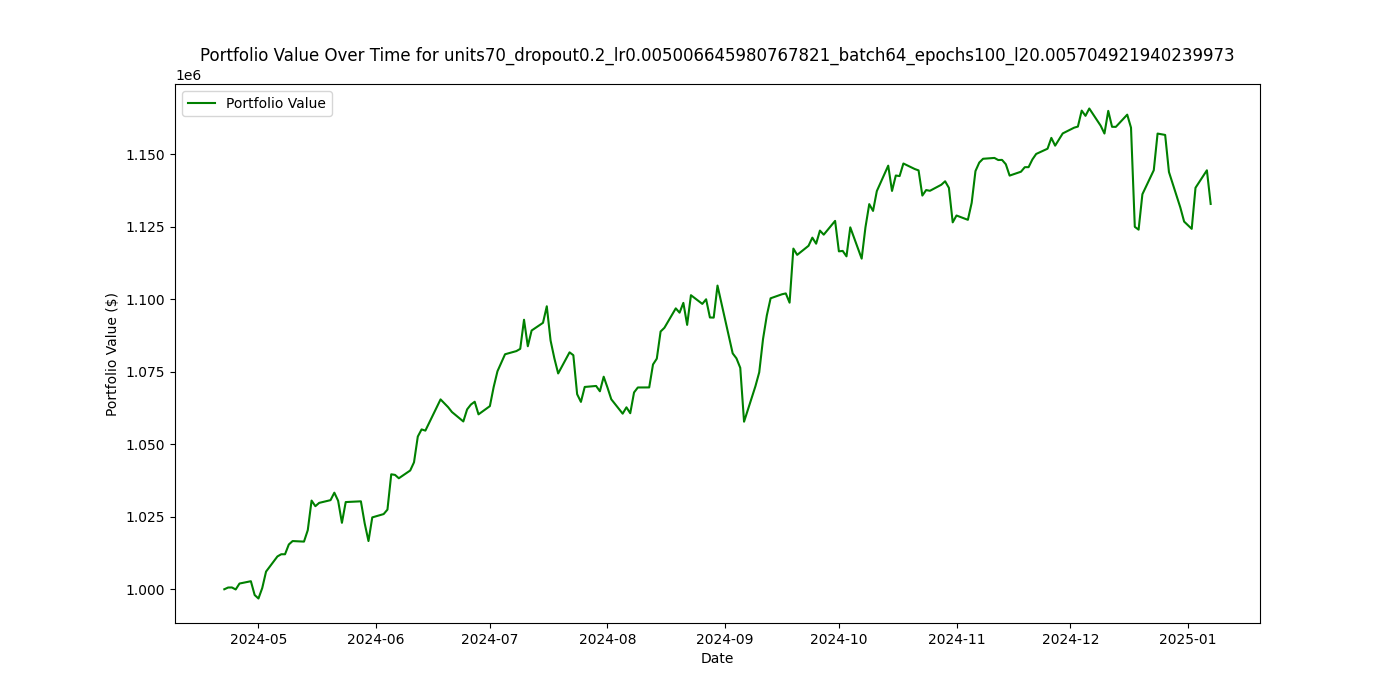 Portfolio Value Over Time for units70_dropout0.2_lr0.005006645980767821_batch64_epochs100_l20.005704921940239973
1e6
Portfolio Value
1.150
1.125
1.100
1.075
1.050
1.025
1.000
Portfolio Value ($)
2024-05 2024-06 2024-07 2024-08 2024-09 2024-10 2024-11 2024-12 2025-01
Date